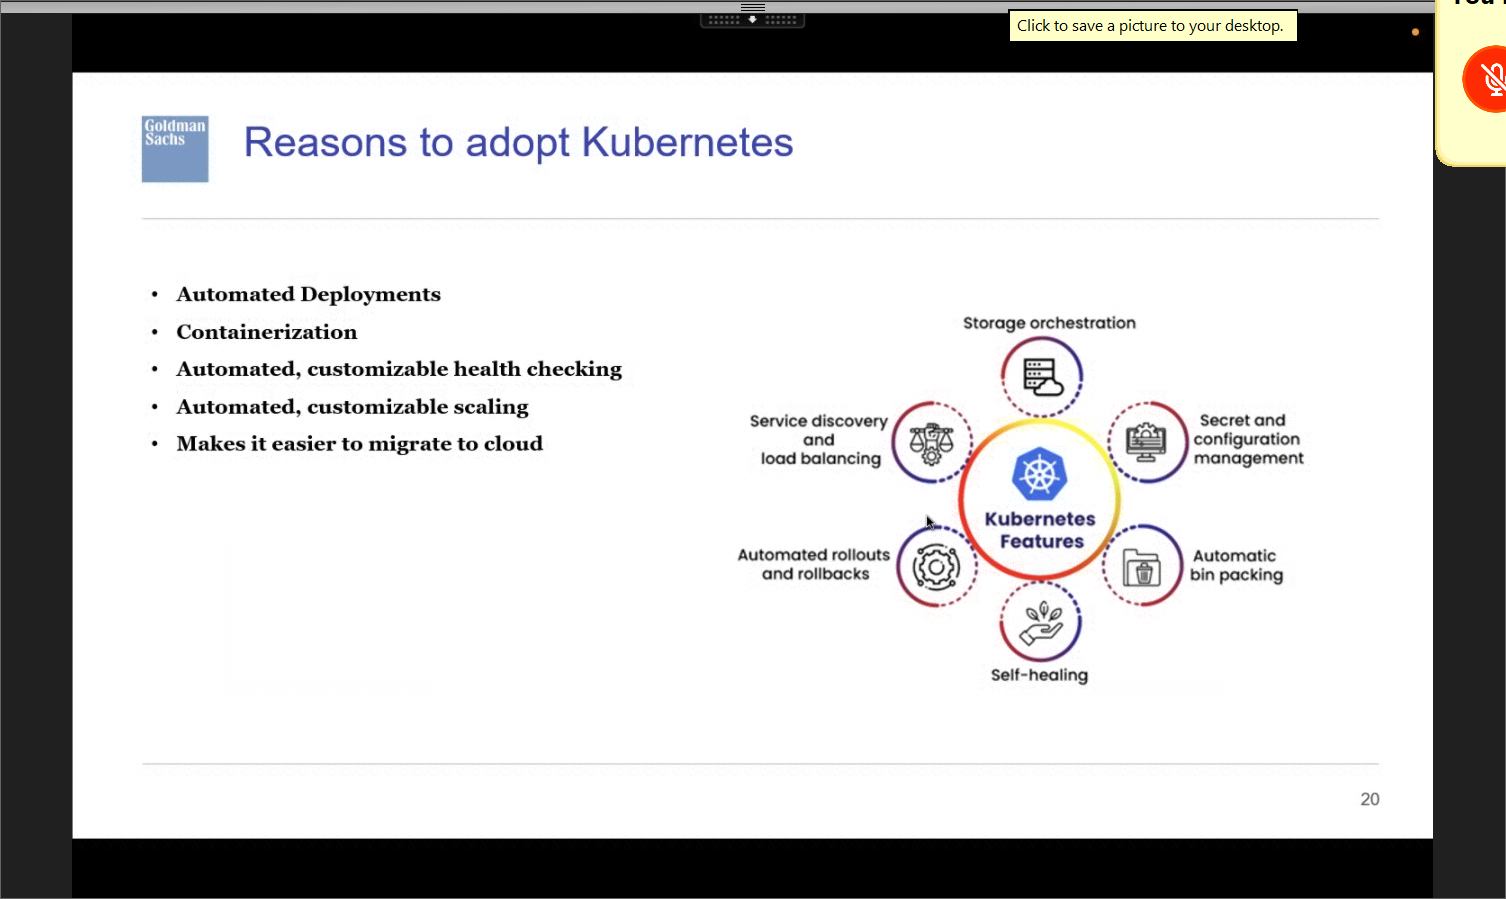 Click to save a picture to your desktop.
Goldman
Sachs
Reasons to adopt Kubernetes
• Automated Deployments
• Containerization
• Automated, customizable health checking
• Automated, customizable scaling
• Makes it easier to migrate to cloud
Storage orchestration
Service discovery
and
load balancing
Secret and
configuration
management
Kubernetes
Features
Automated rollouts
and rollbacks
Automatic
bin packing
Self-healing
20